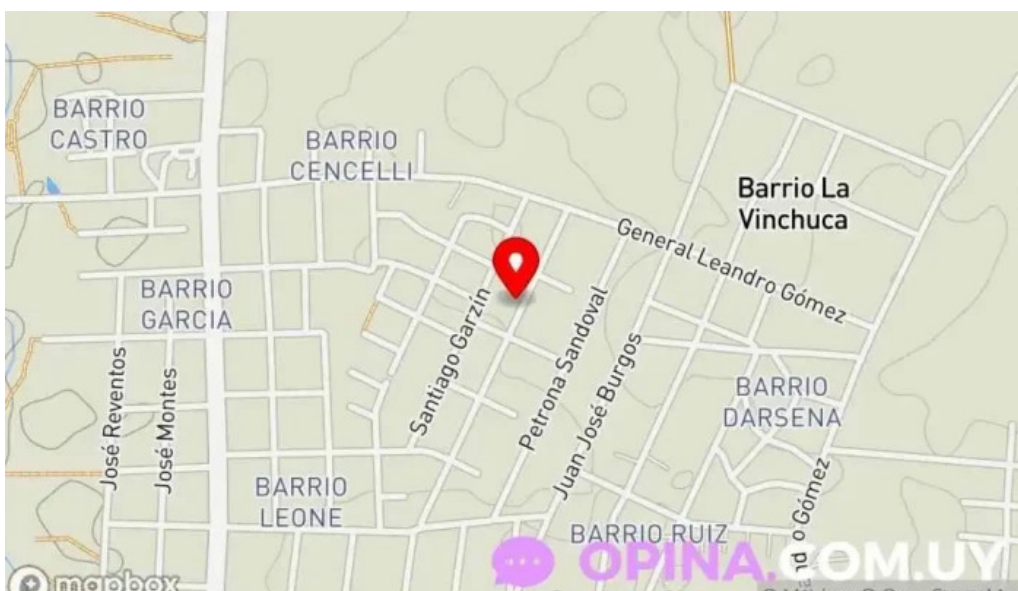 BARRIO
CASTRO
BARRIO
CENCELLI
Barrio La
Vinchuca
General Leandro Gómez
BARRIO
GARCIA
Santiago Garzín
Petrona Sandoval
Juan José Burgos
José Reventos
José Montes
BARRIO
DARSENA
BARRIO
LEONE
BARRIO RUIZ
Gómez
OPINA.COM.UY
mapbox